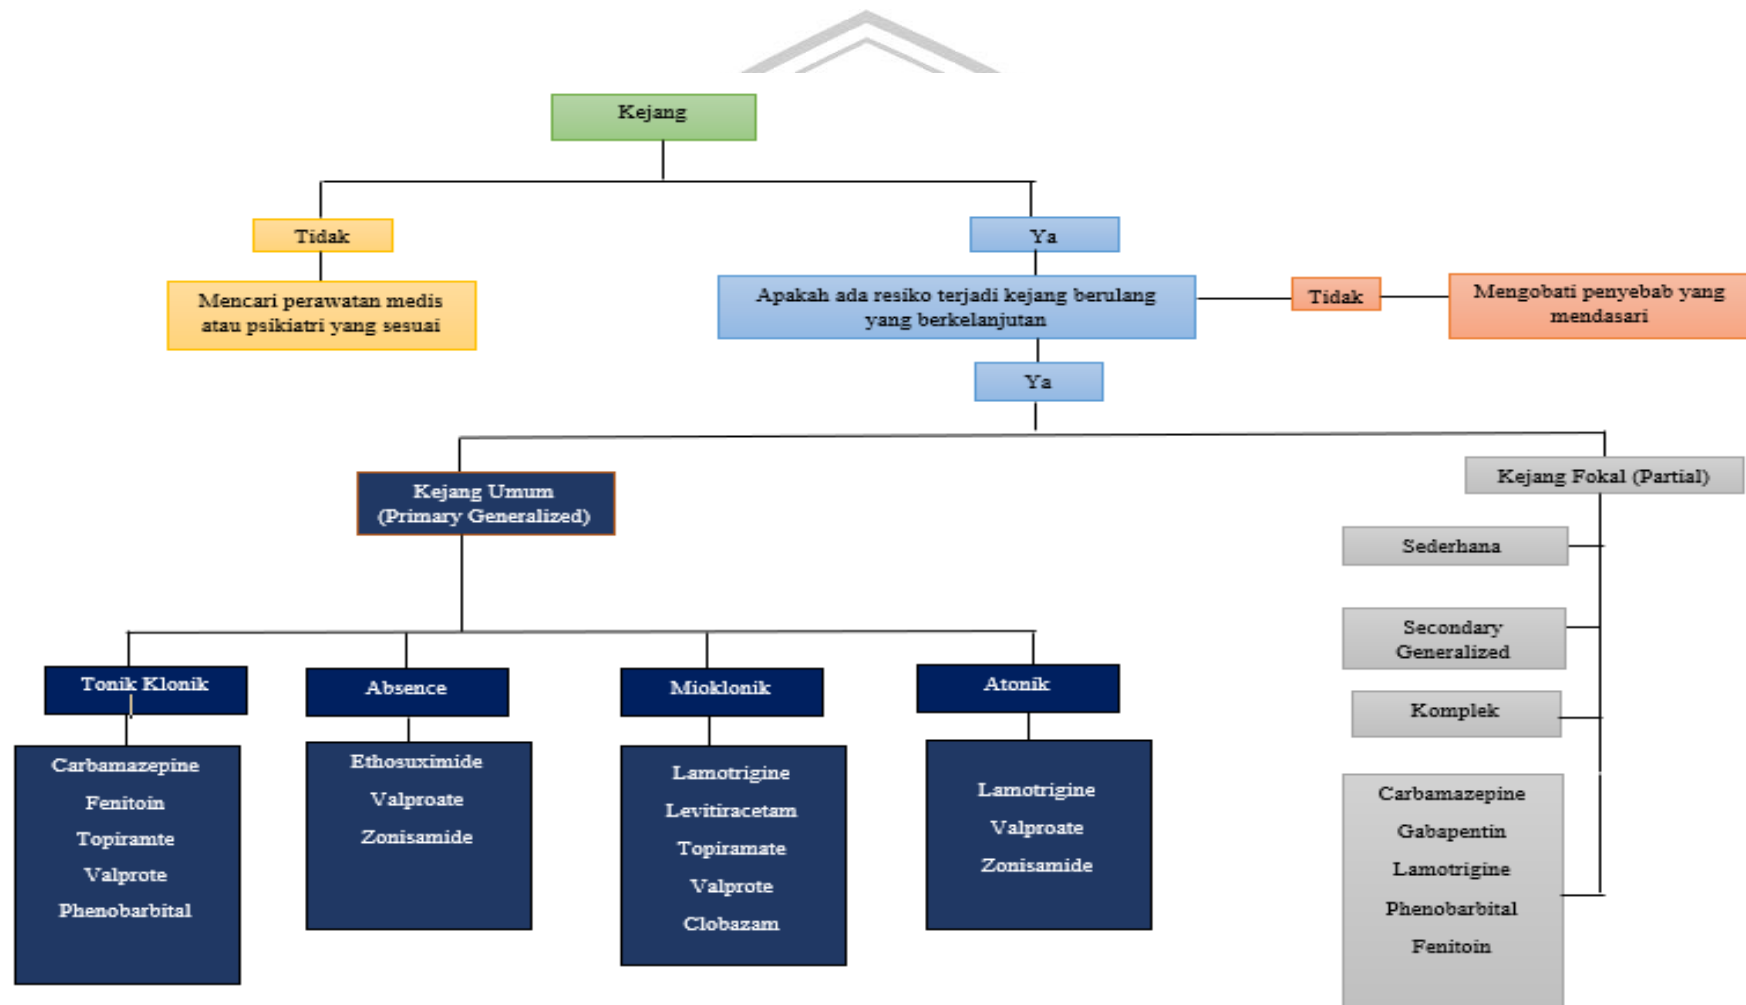 Kejang
Tidak
Ya
Mencari perawatan medis
atau psikiatri yang sesuai
Apakah ada resiko terjadi kejang berulang
yang berkelanjutan
Tidak
Mengobati penyebab yang
mendasari
Ya
Kejang Umum
(Primary Generalized)
Kejang Fokal (Partial)
Sederhana
Secondary
Generalized
Komplek
Carbamazepine
Gabapentin
Lamotrigine
Phenobarbital
Fenitoin
Tonik Klonik
Carbamazepine
Fenitoin
Topiramte
Valprote
Phenobarbital
Absence
Ethosuximide
Valproate
Zonisamide
Mioklonik
Lamotrigine
Levitiracetam
Topiramate
Valprote
Clobazam
Atonik
Lamotrigine
Valproate
Zonisamide